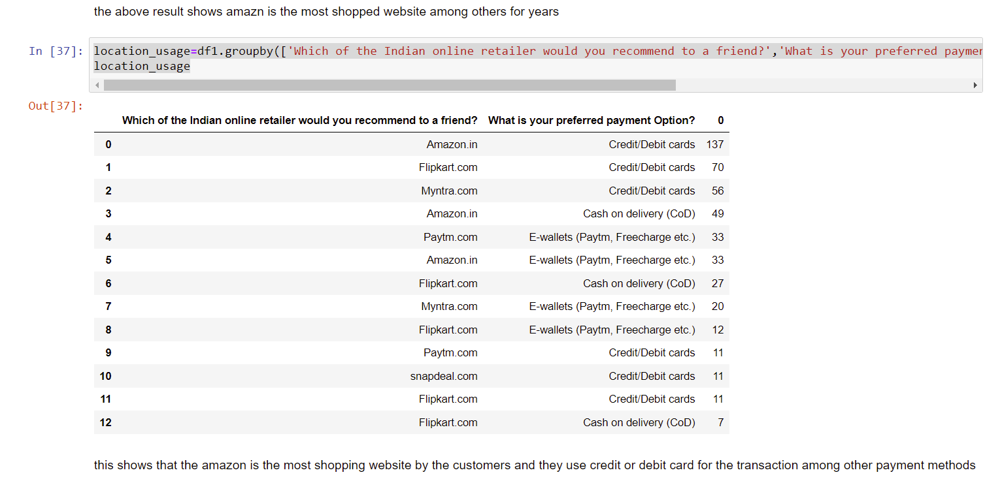 the above result shows amazn is the most shopped website among others for years
In [37]: location_usage=df1.groupby(['Which of the Indian online retailer would you recommend to a friend?','What is your preferred paymen
location_usage
Out[37]:
Which of the Indian online retailer would you recommend to a friend? What is your preferred payment Option? 0
0 Amazon.in Credit/Debit cards 137
1 Flipkart.com Credit/Debit cards 70
2 Myntra.com Credit/Debit cards 56
3 Amazon.in Cash on delivery (CoD) 49
4 Paytm.com E-wallets (Paytm, Freecharge etc.) 33
5 Amazon.in E-wallets (Paytm, Freecharge etc.) 33
6 Flipkart.com Cash on delivery (CoD) 27
7 Myntra.com E-wallets (Paytm, Freecharge etc.) 20
8 Flipkart.com E-wallets (Paytm, Freecharge etc.) 12
9 Paytm.com Credit/Debit cards 11
10 snapdeal.com Credit/Debit cards 11
11 Flipkart.com Credit/Debit cards 11
12 Flipkart.com Cash on delivery (CoD) 7
this shows that the amazon is the most shopping website by the customers and they use credit or debit card for the transaction among other payment methods